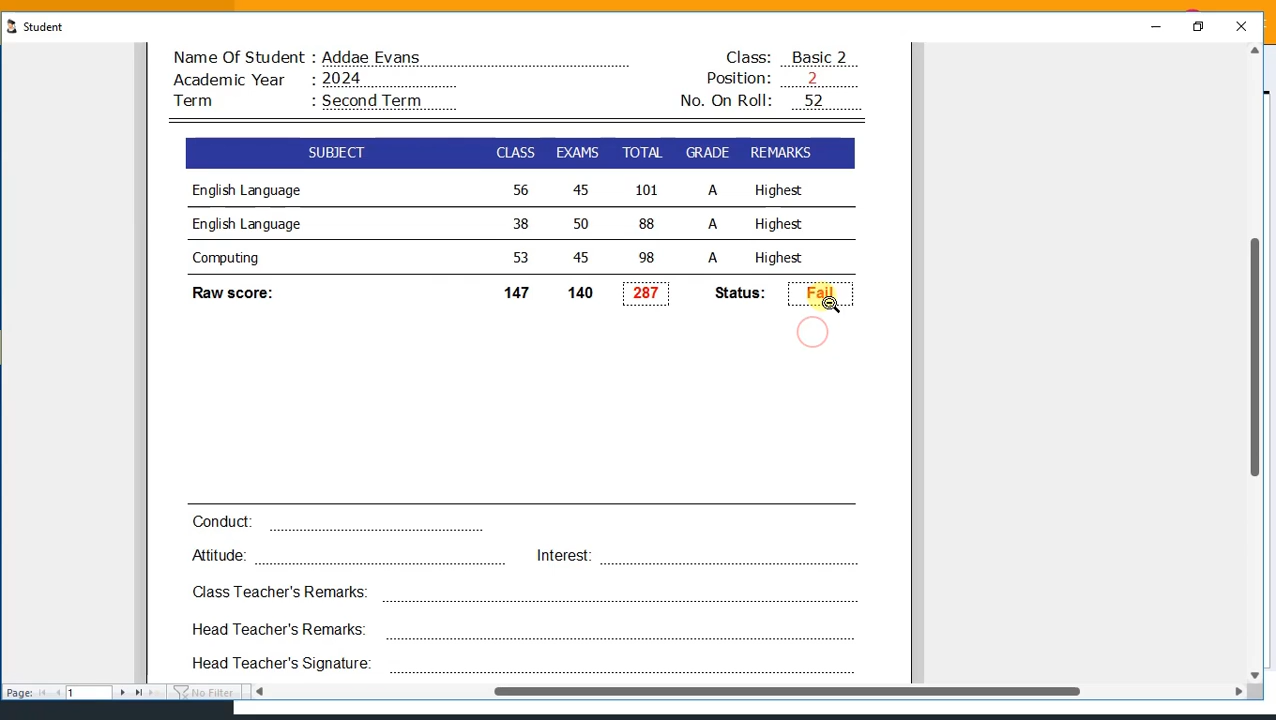 Student
Name Of Student : Addae Evans Class: Basic 2
Academic Year : 2024 Position: 2
Term : Second Term No. On Roll: 52
SUBJECT CLASS EXAMS TOTAL GRADE REMARKS
English Language 56 45 101 A Highest
English Language 38 50 88 A Highest
Computing 53 45 98 A Highest
Raw score: 147 140 287 Status: Fail
Conduct:
Attitude: Interest:
Class Teacher's Remarks:
Head Teacher's Remarks:
Head Teacher's Signature:
Page: 1 No Filter